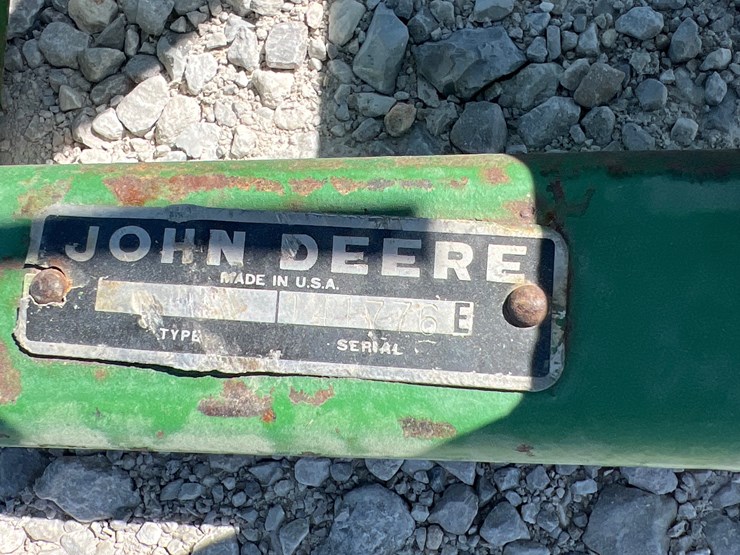 JOHN DEERE
MADE IN U.S.A.
E
TYPE
SERIAL